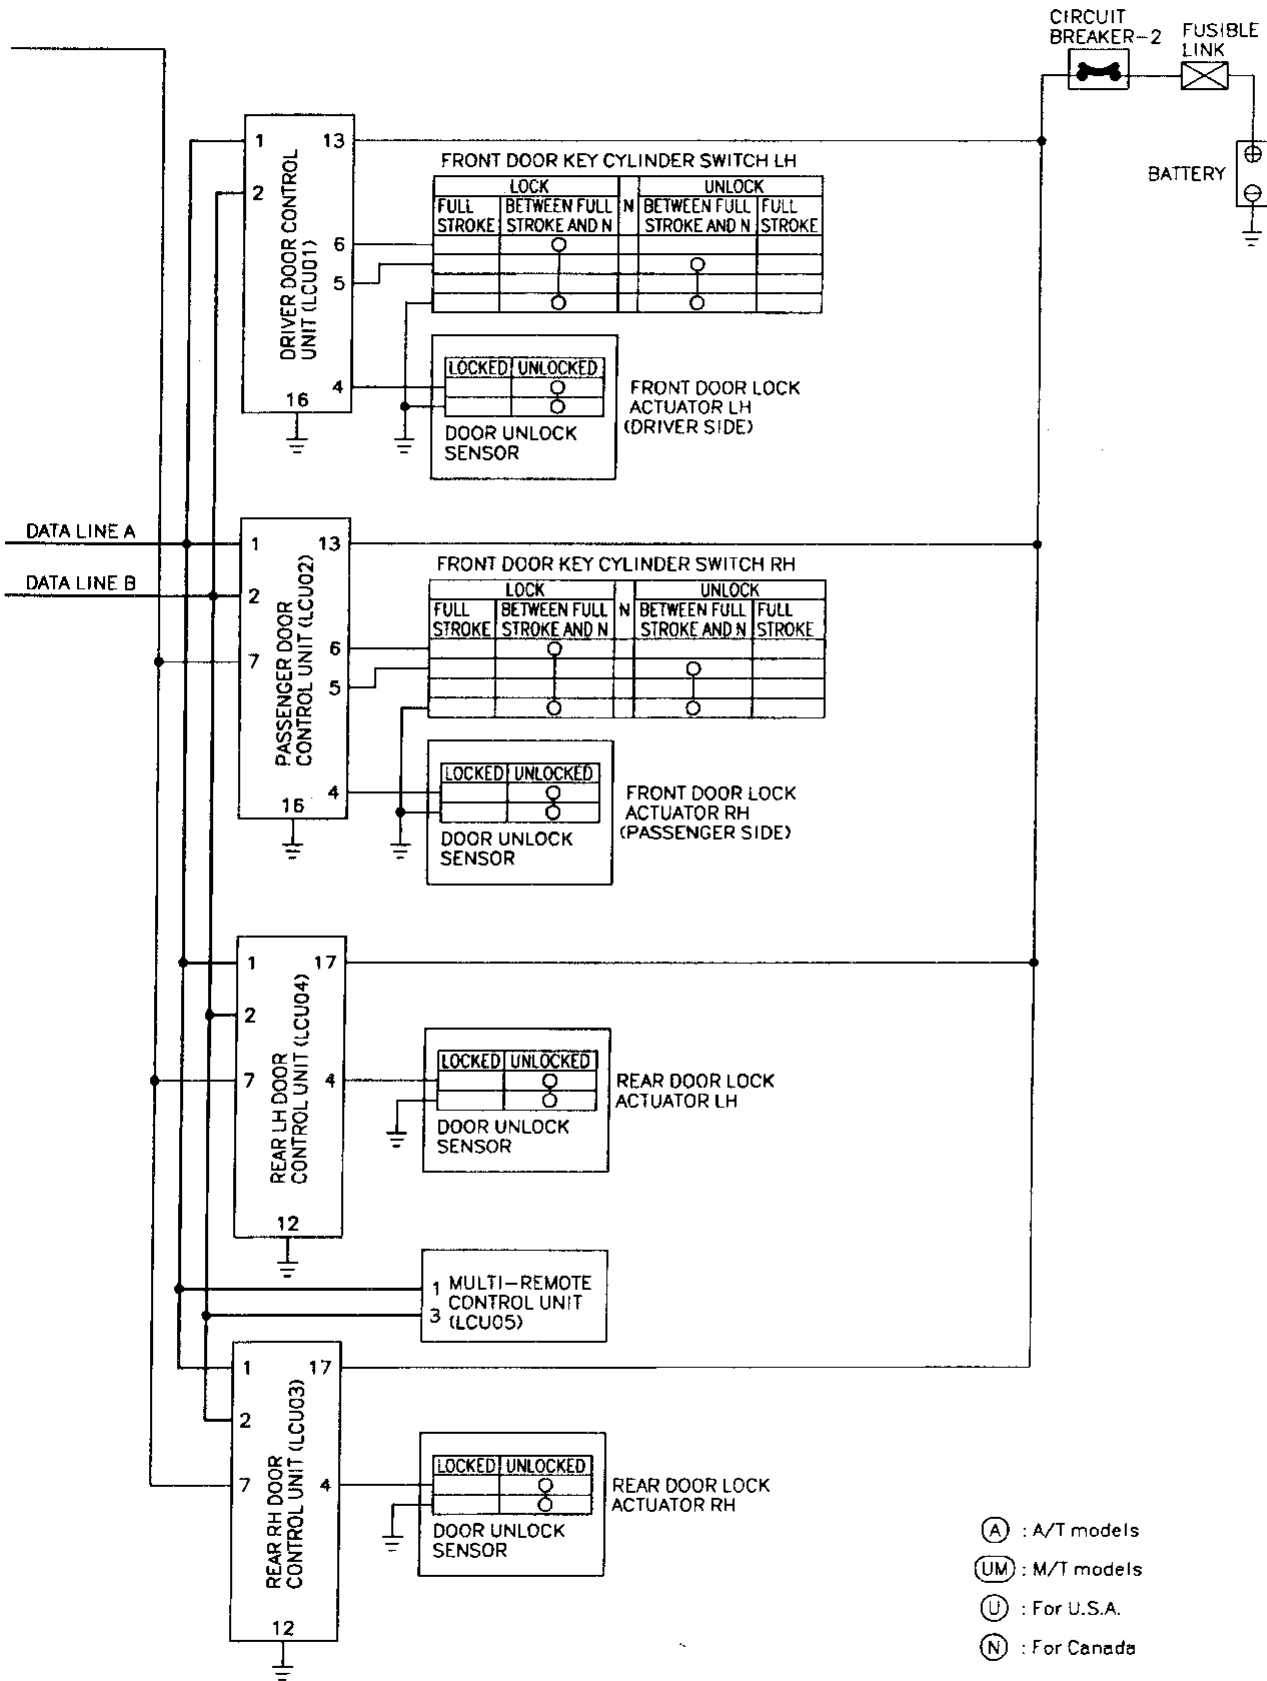 CIRCUIT
BREAKER-2
FUSIBLE
LINK
BATTERY
1
13
2
DRIVER DOOR CONTROL
UNIT (LCU01)
6
5
4
16
FRONT DOOR KEY CYLINDER SWITCH LH
LOCK
UNLOCK
FULL
STROKE
BETWEEN FULL
STROKE AND N
N
BETWEEN FULL
STROKE AND N
FULL
STROKE
LOCKED
UNLOCKED
DOOR UNLOCK
SENSOR
FRONT DOOR LOCK
ACTUATOR LH
(DRIVER SIDE)
DATA LINE A
DATA LINE B
1
13
2
7
PASSENGER DOOR
CONTROL UNIT (LCU02)
6
5
4
16
FRONT DOOR KEY CYLINDER SWITCH RH
LOCK
UNLOCK
FULL
STROKE
BETWEEN FULL
STROKE AND N
N
BETWEEN FULL
STROKE AND N
FULL
STROKE
LOCKED
UNLOCKED
DOOR UNLOCK
SENSOR
FRONT DOOR LOCK
ACTUATOR RH
(PASSENGER SIDE)
1
17
2
7
4
REAR LH DOOR
CONTROL UNIT (LCU04)
12
LOCKED
UNLOCKED
DOOR UNLOCK
SENSOR
REAR DOOR LOCK
ACTUATOR LH
1
3
MULTI-REMOTE
CONTROL UNIT
(LCU05)
1
17
2
7
4
REAR RH DOOR
CONTROL UNIT (LCU03)
12
LOCKED
UNLOCKED
DOOR UNLOCK
SENSOR
REAR DOOR LOCK
ACTUATOR RH
A : A/T models
UM : M/T models
U : For U.S.A.
N : For Canada